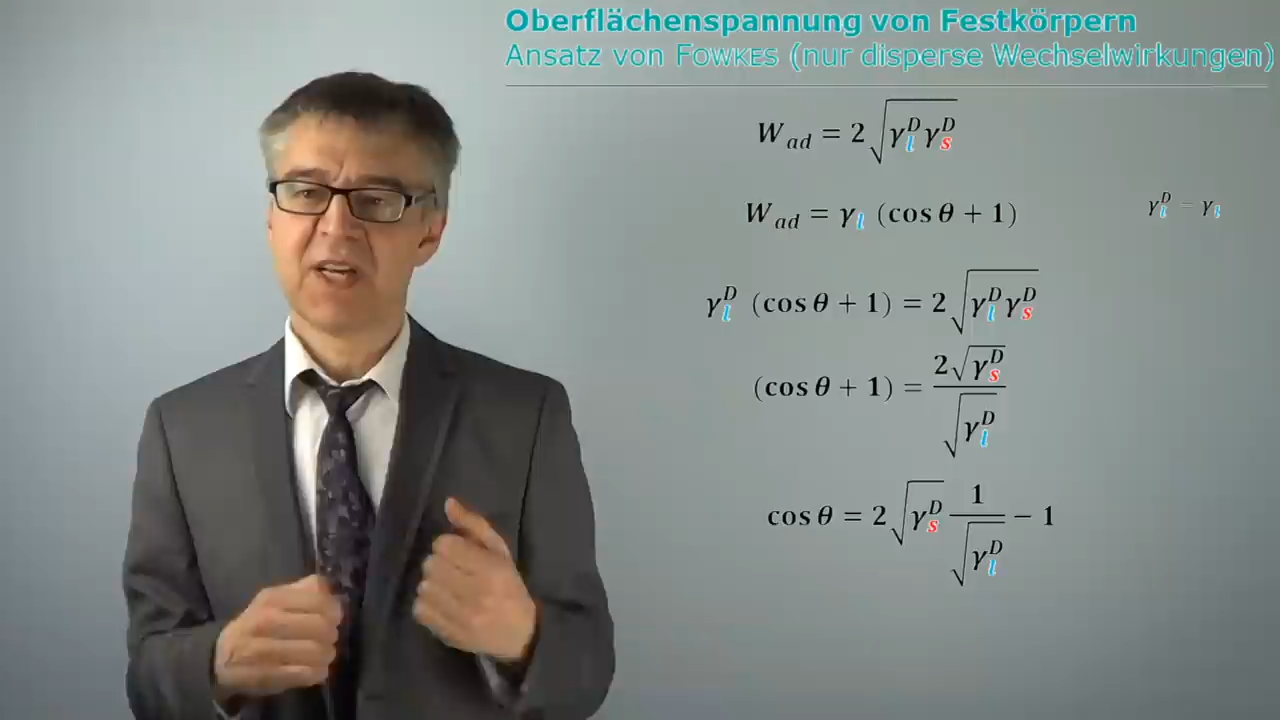 Oberflächenspannung von Festkörpern
Ansatz von FOWKES (nur disperse Wechselwirkungen)
W_ad = 2√(γ_l^D γ_s^D)
W_ad = γ_l (cos θ + 1)
γ_l^D = γ_l
γ_l^D (cos θ + 1) = 2√(γ_l^D γ_s^D)
(cos θ + 1) = 2√(γ_s^D) / √(γ_l^D)
cos θ = 2√(γ_s^D) 1/√(γ_l^D) − 1